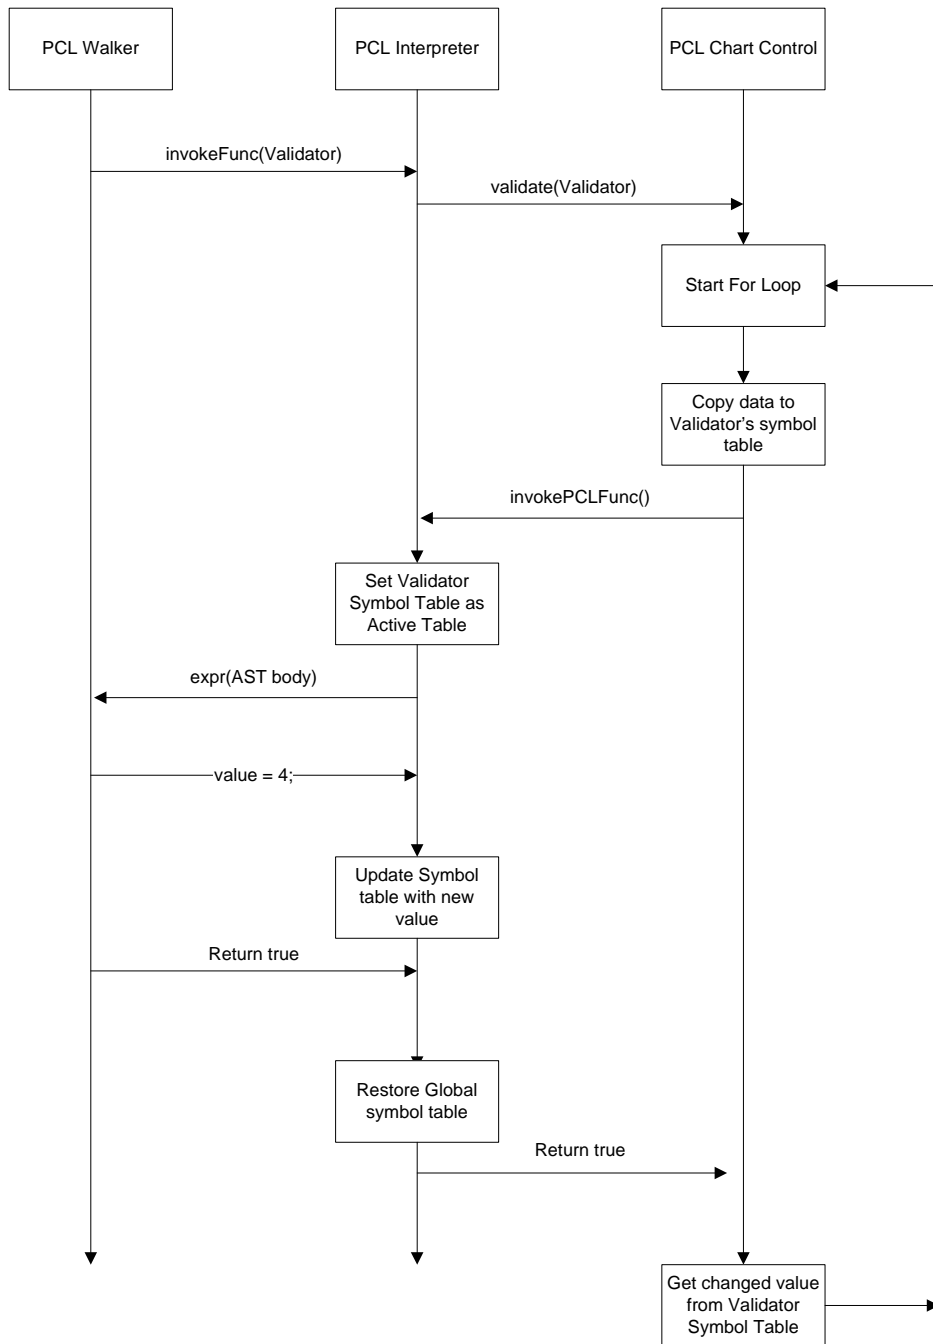 PCL Walker
PCL Interpreter
PCL Chart Control
invokeFunc(Validator)
validate(Validator)
Start For Loop
Copy data to
Validator's symbol
table
invokePCLFunc()
Set Validator
Symbol Table as
Active Table
expr(AST body)
value = 4;
Update Symbol
table with new
value
Return true
Restore Global
symbol table
Return true
Get changed value
from Validator
Symbol Table